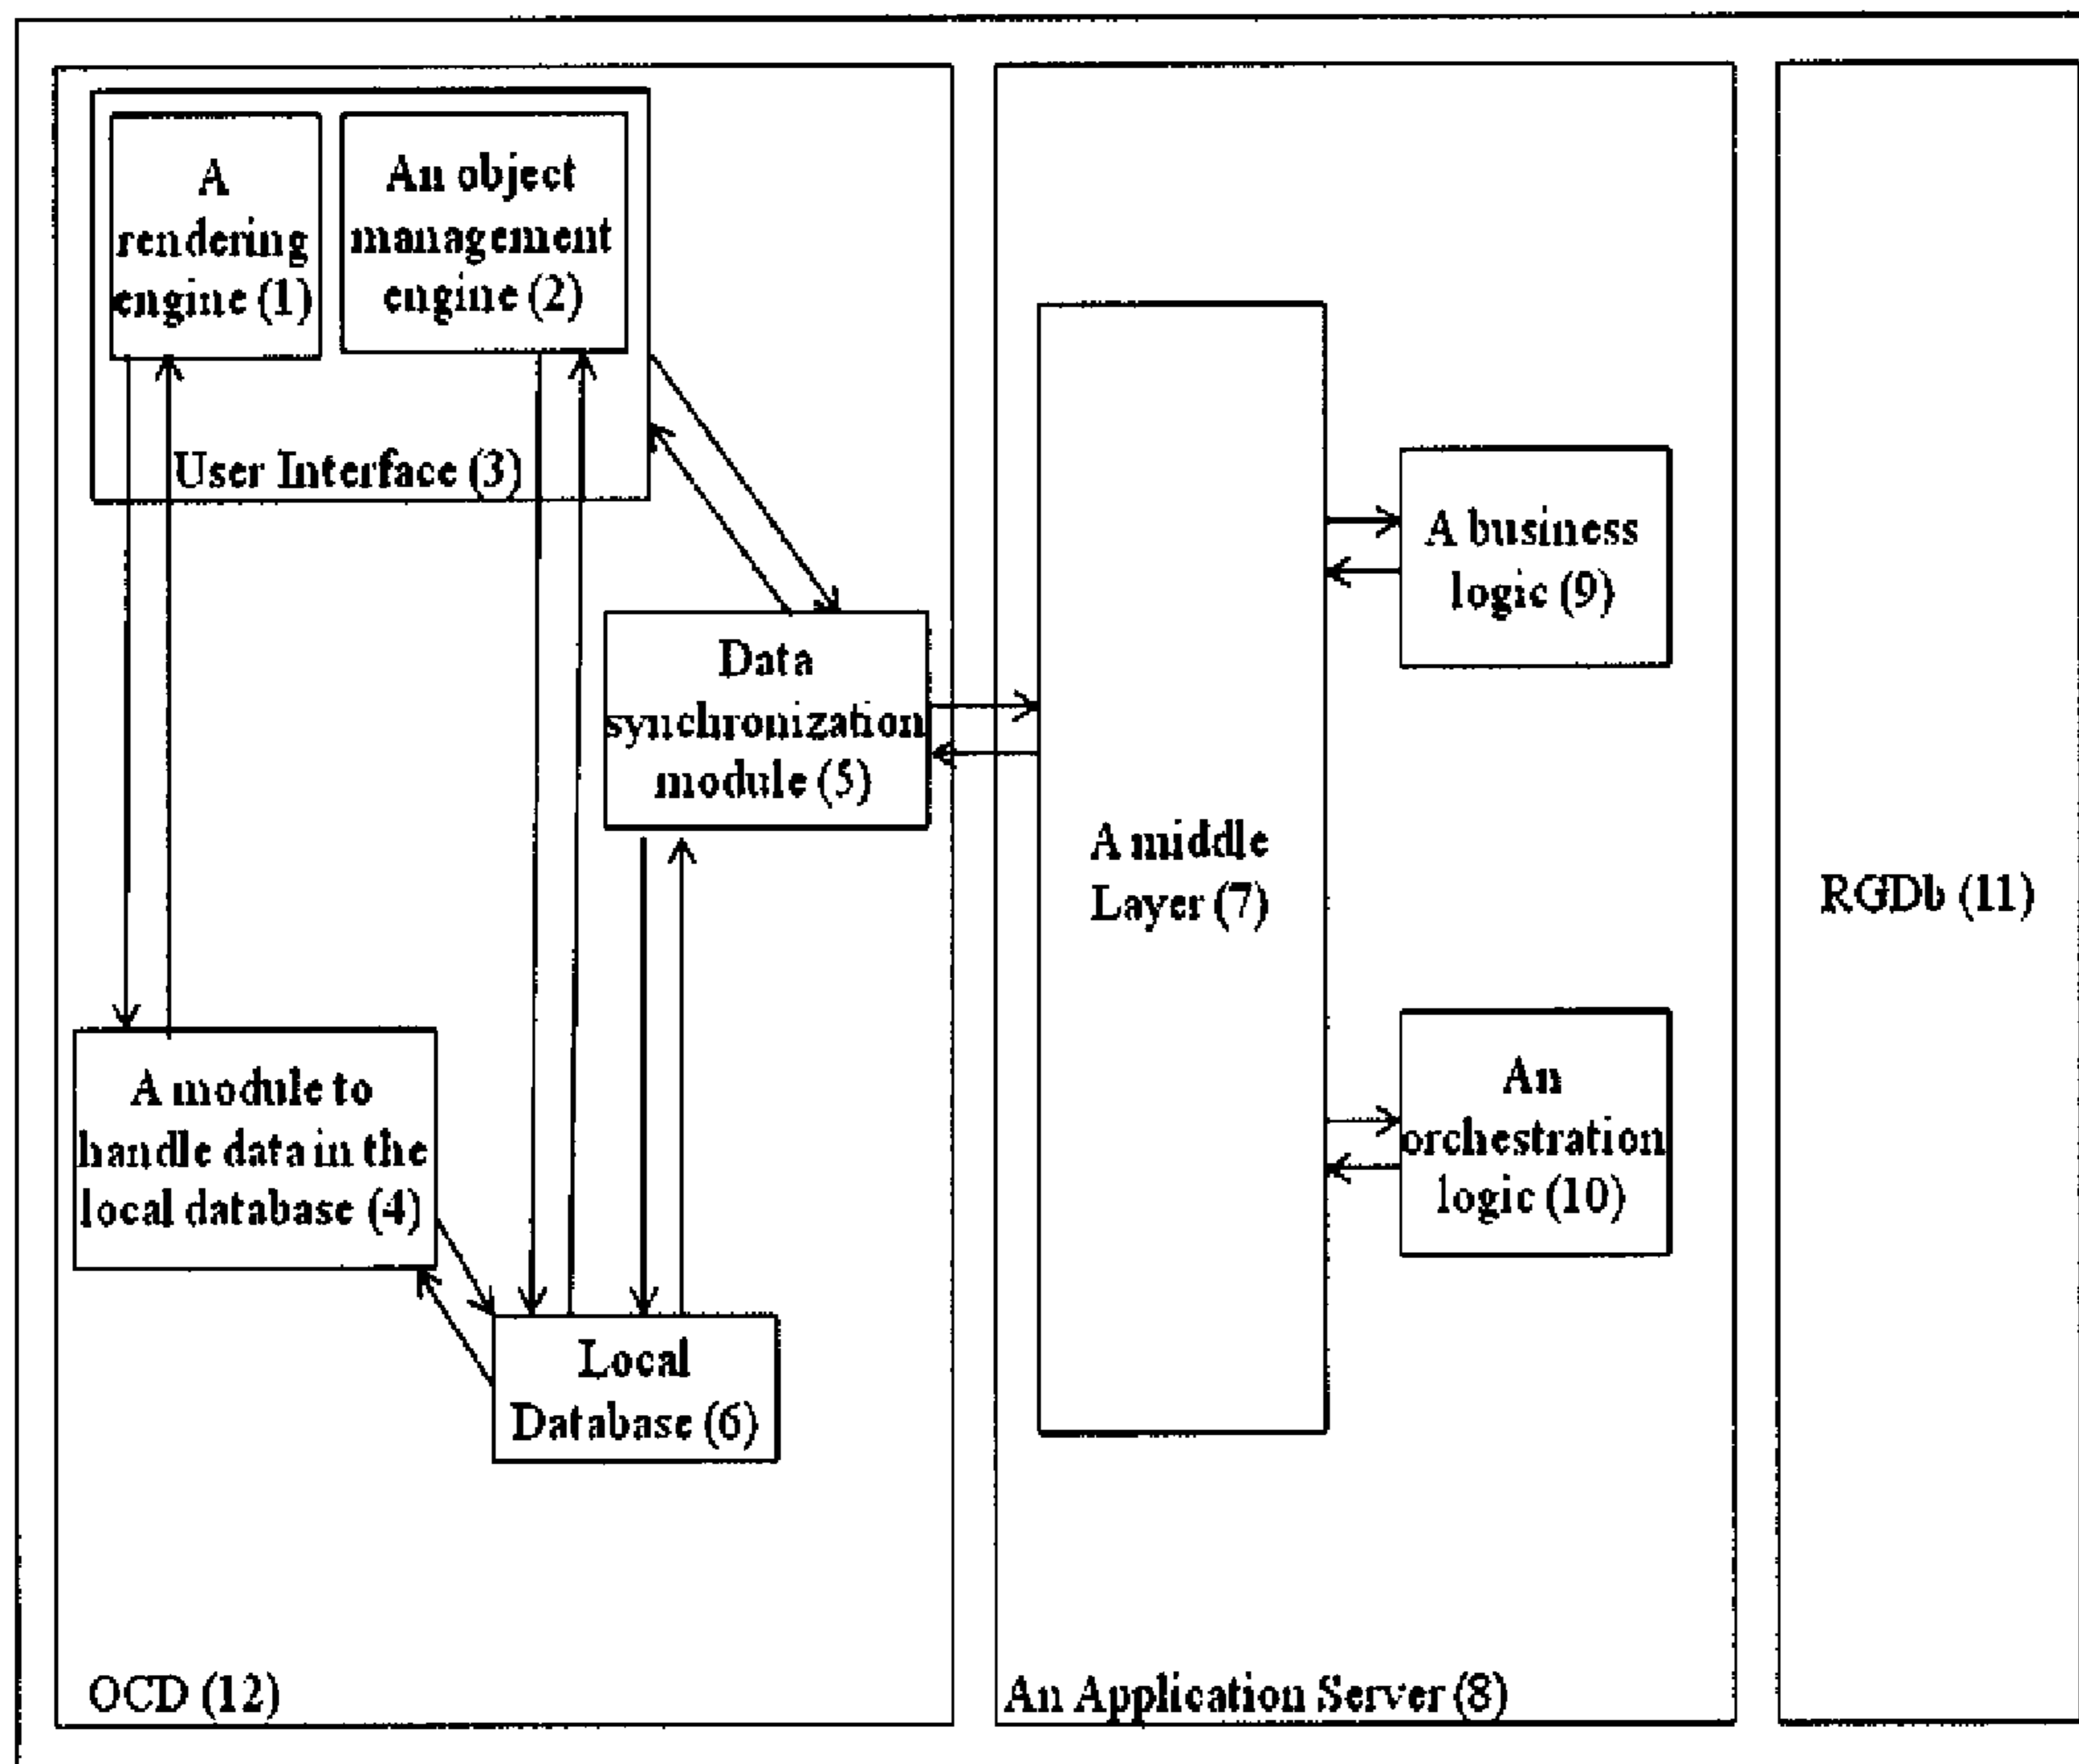 A
rendering
engine (1)
An object
management
engine (2)
User Interface (3)
Data
synchronization
module (5)
A module to
handle data in the
local database (4)
Local
Database (6)
OCD (12)
A middle
Layer (7)
A business
logic (9)
An
orchestration
logic (10)
An Application Server (8)
RGDb (11)